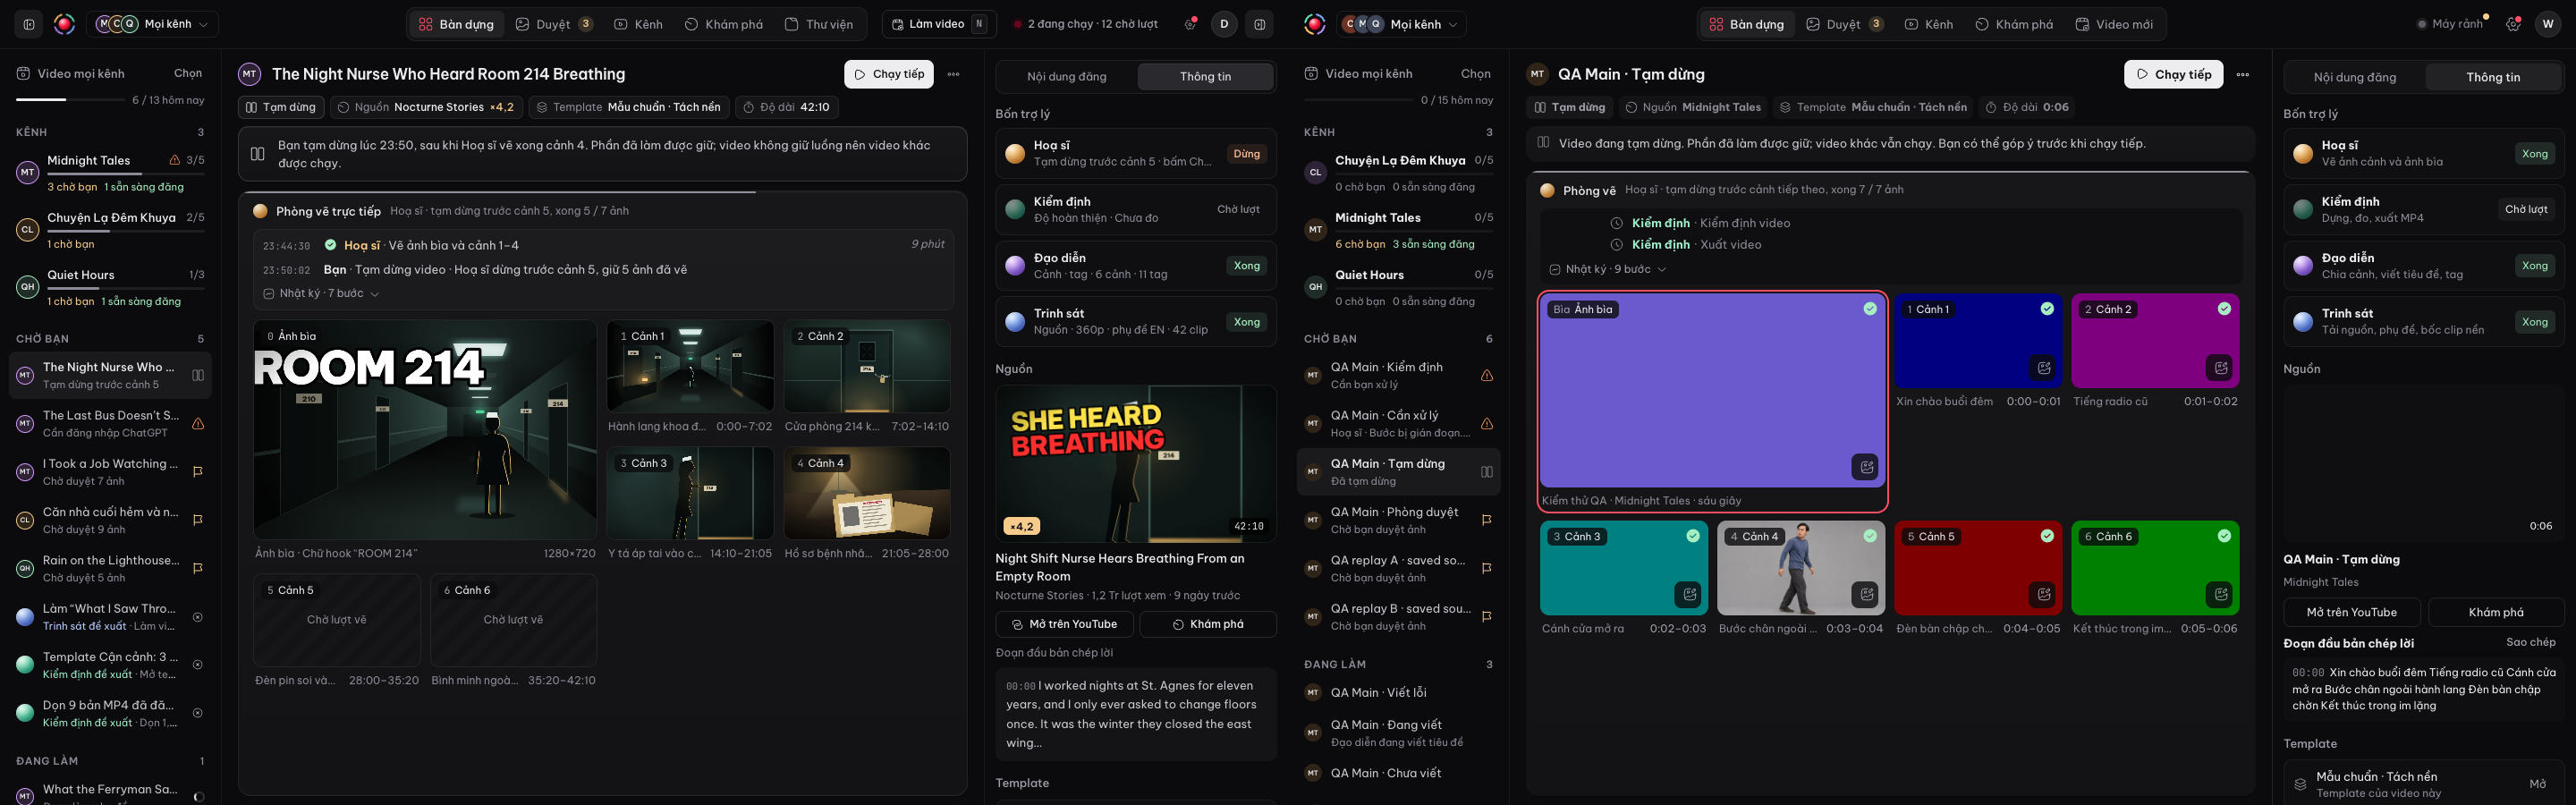 Mọi kênh
Bàn dựng
Duyệt 3
Kênh
Khám phá
Thư viện
Làm video N
2 đang chạy · 12 chờ lượt
D
Video mọi kênh
Chọn
6 / 13 hôm nay
KÊNH 3
MT Midnight Tales 3/5
3 chờ bạn 1 sẵn sàng đăng
CL Chuyện Lạ Đêm Khuya 2/5
1 chờ bạn
QH Quiet Hours 1/3
1 chờ bạn 1 sẵn sàng đăng
CHỜ BẠN 5
MT The Night Nurse Who ...
Tạm dừng trước cảnh 5
MT The Last Bus Doesn't S...
Cần đăng nhập ChatGPT
MT I Took a Job Watching ...
Chờ duyệt 7 ảnh
CL Căn nhà cuối hẻm và n...
Chờ duyệt 9 ảnh
QH Rain on the Lighthouse...
Chờ duyệt 5 ảnh
Làm “What I Saw Thro...
Trinh sát đề xuất · Làm vi...
Template Cận cảnh: 3 ...
Kiểm định đề xuất · Mở te...
Dọn 9 bản MP4 đã đă...
Kiểm định đề xuất · Dọn 1,...
ĐANG LÀM 1
MT What the Ferryman Sa...
MT The Night Nurse Who Heard Room 214 Breathing
Chạy tiếp
Tạm dừng
Nguồn Nocturne Stories ×4,2
Template Mẫu chuẩn · Tách nền
Độ dài 42:10
Bạn tạm dừng lúc 23:50, sau khi Hoạ sĩ vẽ xong cảnh 4. Phần đã làm được giữ; video không giữ luồng nên video khác
được chạy.
Phòng vẽ trực tiếp Hoạ sĩ · tạm dừng trước cảnh 5, xong 5 / 7 ảnh
23:44:30 Hoạ sĩ · Vẽ ảnh bìa và cảnh 1–4 9 phút
23:50:02 Bạn · Tạm dừng video · Hoạ sĩ dừng trước cảnh 5, giữ 5 ảnh đã vẽ
Nhật ký · 7 bước
0 Ảnh bìa
ROOM 214
210
214
Ảnh bìa · Chữ hook “ROOM 214” 1280×720
1 Cảnh 1
Hành lang khoa đ... 0:00–7:02
2 Cảnh 2
Cửa phòng 214 k... 7:02–14:10
3 Cảnh 3
214
Y tá áp tai vào c... 14:10–21:05
4 Cảnh 4
Hồ sơ bệnh nhâ... 21:05–28:00
5 Cảnh 5
Chờ lượt vẽ
Đèn pin soi và... 28:00–35:20
6 Cảnh 6
Chờ lượt vẽ
Bình minh ngoà... 35:20–42:10
Nội dung đăng
Thông tin
Bốn trợ lý
Hoạ sĩ
Tạm dừng trước cảnh 5 · bấm Ch...
Dừng
Kiểm định
Độ hoàn thiện · Chưa đo
Chờ lượt
Đạo diễn
Cảnh · tag · 6 cảnh · 11 tag
Xong
Trinh sát
Nguồn · 360p · phụ đề EN · 42 clip
Xong
Nguồn
SHE HEARD
BREATHING
214
×4,2
42:10
Night Shift Nurse Hears Breathing From an
Empty Room
Nocturne Stories · 1,2 Tr lượt xem · 9 ngày trước
Mở trên YouTube
Khám phá
Đoạn đầu bản chép lời
00:00 I worked nights at St. Agnes for eleven
years, and I only ever asked to change floors
once. It was the winter they closed the east
wing...
Template
C M Q Mọi kênh
Bàn dựng
Duyệt 3
Kênh
Khám phá
Video mới
Máy rảnh
W
Video mọi kênh
Chọn
0 / 15 hôm nay
KÊNH 3
CL Chuyện Lạ Đêm Khuya 0/5
0 chờ bạn 0 sẵn sàng đăng
MT Midnight Tales 0/5
6 chờ bạn 3 sẵn sàng đăng
QH Quiet Hours 0/5
0 chờ bạn 0 sẵn sàng đăng
CHỜ BẠN 6
MT QA Main · Kiểm định
Cần bạn xử lý
MT QA Main · Cần xử lý
Hoạ sĩ · Bước bị gián đoạn....
MT QA Main · Tạm dừng
Đã tạm dừng
MT QA Main · Phòng duyệt
Chờ bạn duyệt ảnh
MT QA replay A · saved so...
Chờ bạn duyệt ảnh
MT QA replay B · saved sou...
Chờ bạn duyệt ảnh
ĐANG LÀM 3
MT QA Main · Viết lỗi
MT QA Main · Đang viết
Đạo diễn đang viết tiêu đề
MT QA Main · Chưa viết
MT QA Main · Tạm dừng
Chạy tiếp
Tạm dừng
Nguồn Midnight Tales
Template Mẫu chuẩn · Tách nền
Độ dài 0:06
Video đang tạm dừng. Phần đã làm được giữ; video khác vẫn chạy. Bạn có thể góp ý trước khi chạy tiếp.
Phòng vẽ Hoạ sĩ · tạm dừng trước cảnh tiếp theo, xong 7 / 7 ảnh
Kiểm định · Kiểm định video
Kiểm định · Xuất video
Nhật ký · 9 bước
Bìa Ảnh bìa
Kiểm thử QA · Midnight Tales · sáu giây
1 Cảnh 1
Xin chào buổi đêm 0:00–0:01
2 Cảnh 2
Tiếng radio cũ 0:01–0:02
3 Cảnh 3
Cánh cửa mở ra 0:02–0:03
4 Cảnh 4
Bước chân ngoài ... 0:03–0:04
5 Cảnh 5
Đèn bàn chập ch... 0:04–0:05
6 Cảnh 6
Kết thúc trong im... 0:05–0:06
Nội dung đăng
Thông tin
Bốn trợ lý
Hoạ sĩ
Vẽ ảnh cảnh và ảnh bìa
Xong
Kiểm định
Dựng, đo, xuất MP4
Chờ lượt
Đạo diễn
Chia cảnh, viết tiêu đề, tag
Xong
Trinh sát
Tải nguồn, phụ đề, bốc clip nền
Xong
Nguồn
0:06
QA Main · Tạm dừng
Midnight Tales
Mở trên YouTube
Khám phá
Đoạn đầu bản chép lời
Sao chép
00:00 Xin chào buổi đêm Tiếng radio cũ Cánh cửa
mở ra Bước chân ngoài hành lang Đèn bàn chập
chờn Kết thúc trong im lặng
Template
Mẫu chuẩn · Tách nền
Template của video này
Mở